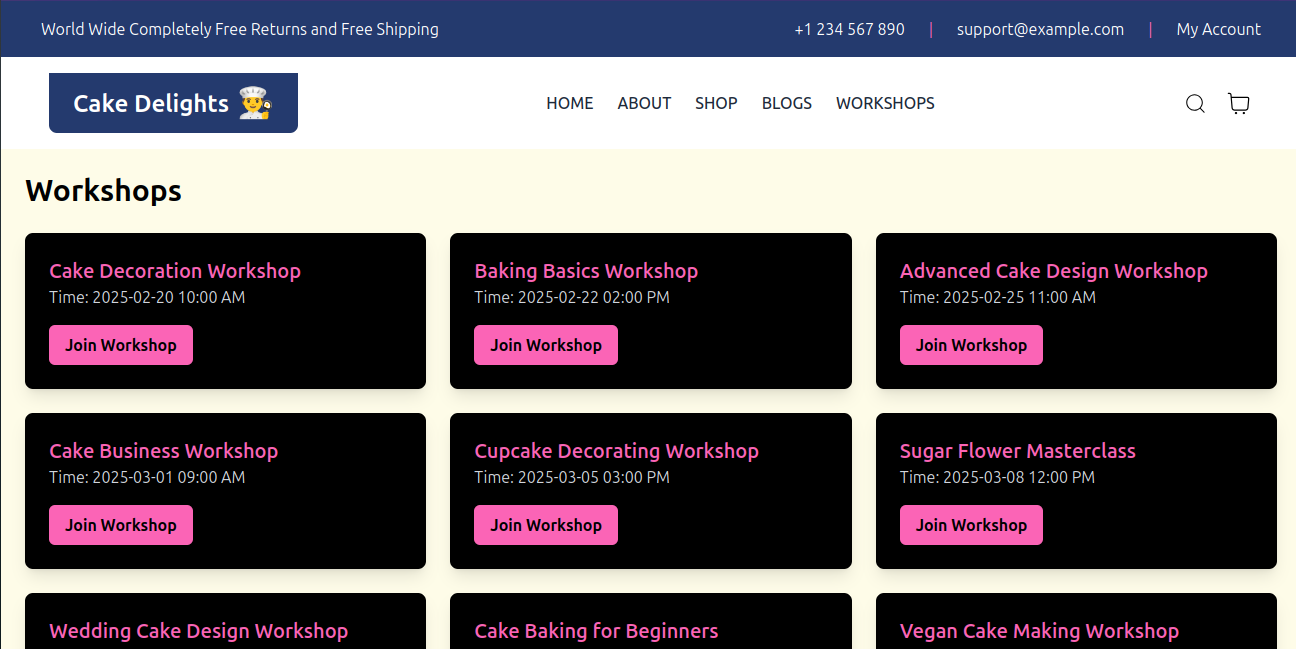 World Wide Completely Free Returns and Free Shipping
+1 234 567 890 | support@example.com | My Account
Cake Delights
HOME ABOUT SHOP BLOGS WORKSHOPS
Workshops
Cake Decoration Workshop
Time: 2025-02-20 10:00 AM
Join Workshop
Baking Basics Workshop
Time: 2025-02-22 02:00 PM
Join Workshop
Advanced Cake Design Workshop
Time: 2025-02-25 11:00 AM
Join Workshop
Cake Business Workshop
Time: 2025-03-01 09:00 AM
Join Workshop
Cupcake Decorating Workshop
Time: 2025-03-05 03:00 PM
Join Workshop
Sugar Flower Masterclass
Time: 2025-03-08 12:00 PM
Join Workshop
Wedding Cake Design Workshop
Cake Baking for Beginners
Vegan Cake Making Workshop